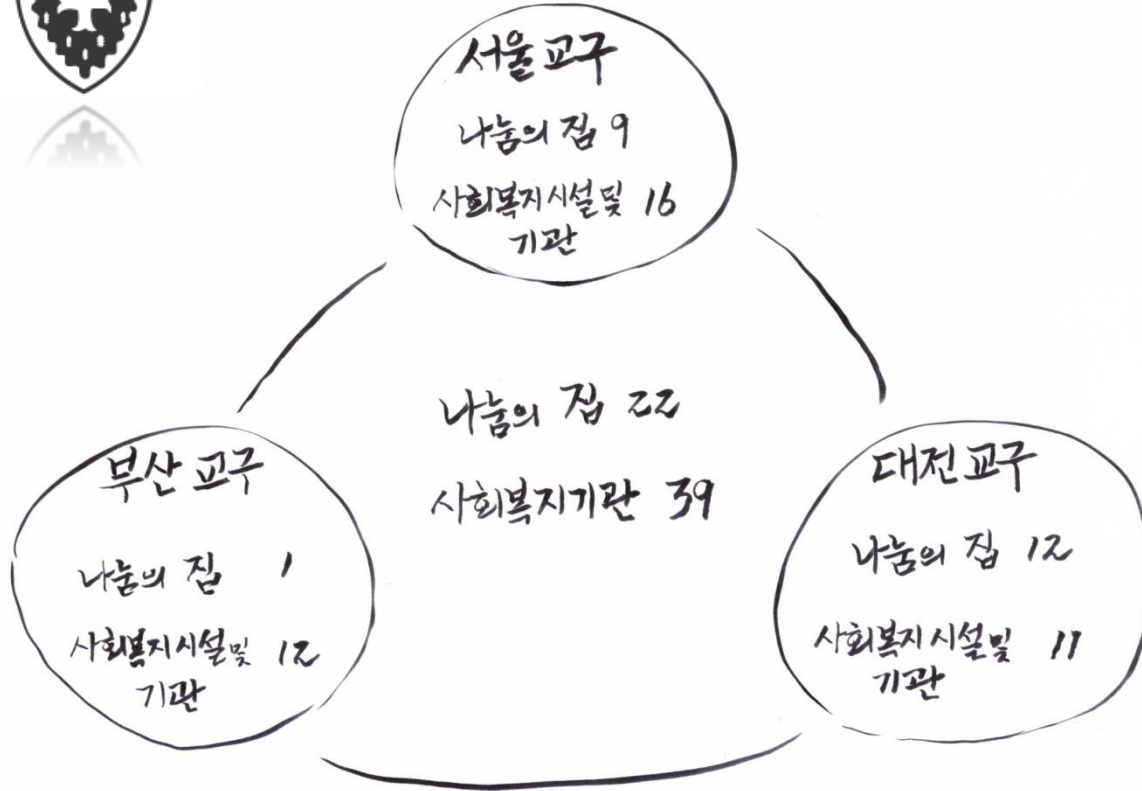 서울교구
나눔의 집 9
사회복지시설및 16
기관
나눔의 집 22
사회복지기관 39
부산교구
나눔의 집 1
사회복지시설및 12
기관
대전교구
나눔의 집 12
사회복지시설및 11
기관